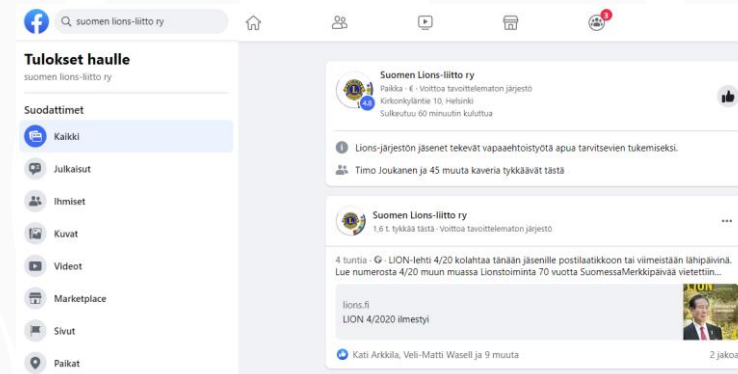 suomen lions-liitto ry
3
Tulokset haulle
suomen lions-liitto ry
Suodattimet
Kaikki
Julkaisut
Ihmiset
Kuvat
Videot
Marketplace
Sivut
Paikat
Suomen Lions-liitto ry
Paikka · € · Voittoa tavoittelematon järjestö
4.8
Kirkonkyläntie 10, Helsinki
Sulkeutuu 60 minuutin kuluttua
Lions-järjestön jäsenet tekevät vapaaehtoistyötä apua tarvitsevien tukemiseksi.
Timo Joukanen ja 45 muuta kaveria tykkäävät tästä
Suomen Lions-liitto ry
1,6 t. tykkää tästä · Voittoa tavoittelematon järjestö
4 tuntia · LION-lehti 4/20 kolahtaa tänään jäsenille postilaatikkoon tai viimeistään lähipäivinä.
Lue numerosta 4/20 muun muassa Lionstoiminta 70 vuotta SuomessaMerkkipäivää vietettiin...
lions.fi
LION 4/2020 ilmestyi
LION
Kati Arkkila, Veli-Matti Wasell ja 9 muuta
2 jakoa